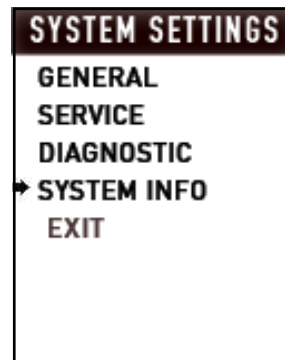 SYSTEM SETTINGS
GENERAL
SERVICE
DIAGNOSTIC
SYSTEM INFO
EXIT